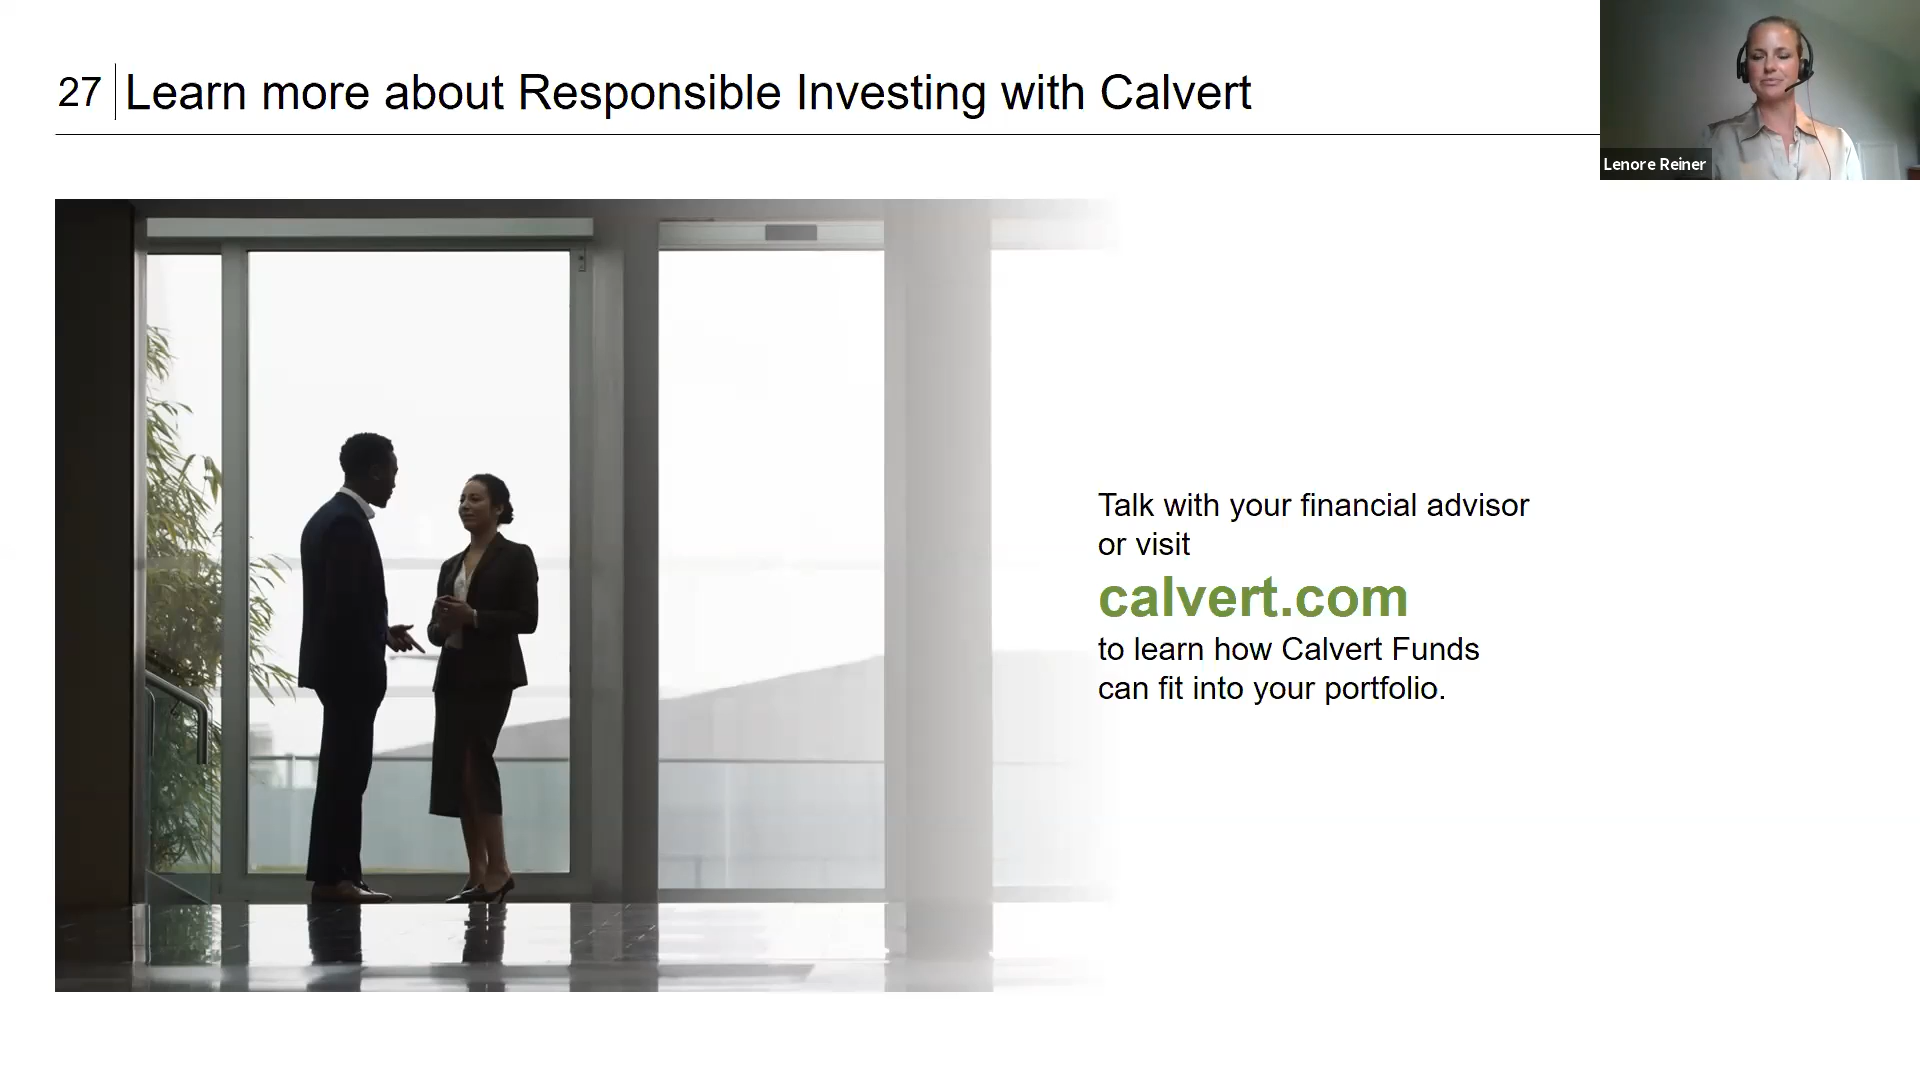 27
Learn more about Responsible Investing with Calvert
Lenore Reiner
Talk with your financial advisor
or visit
calvert.com
to learn how Calvert Funds
can fit into your portfolio.